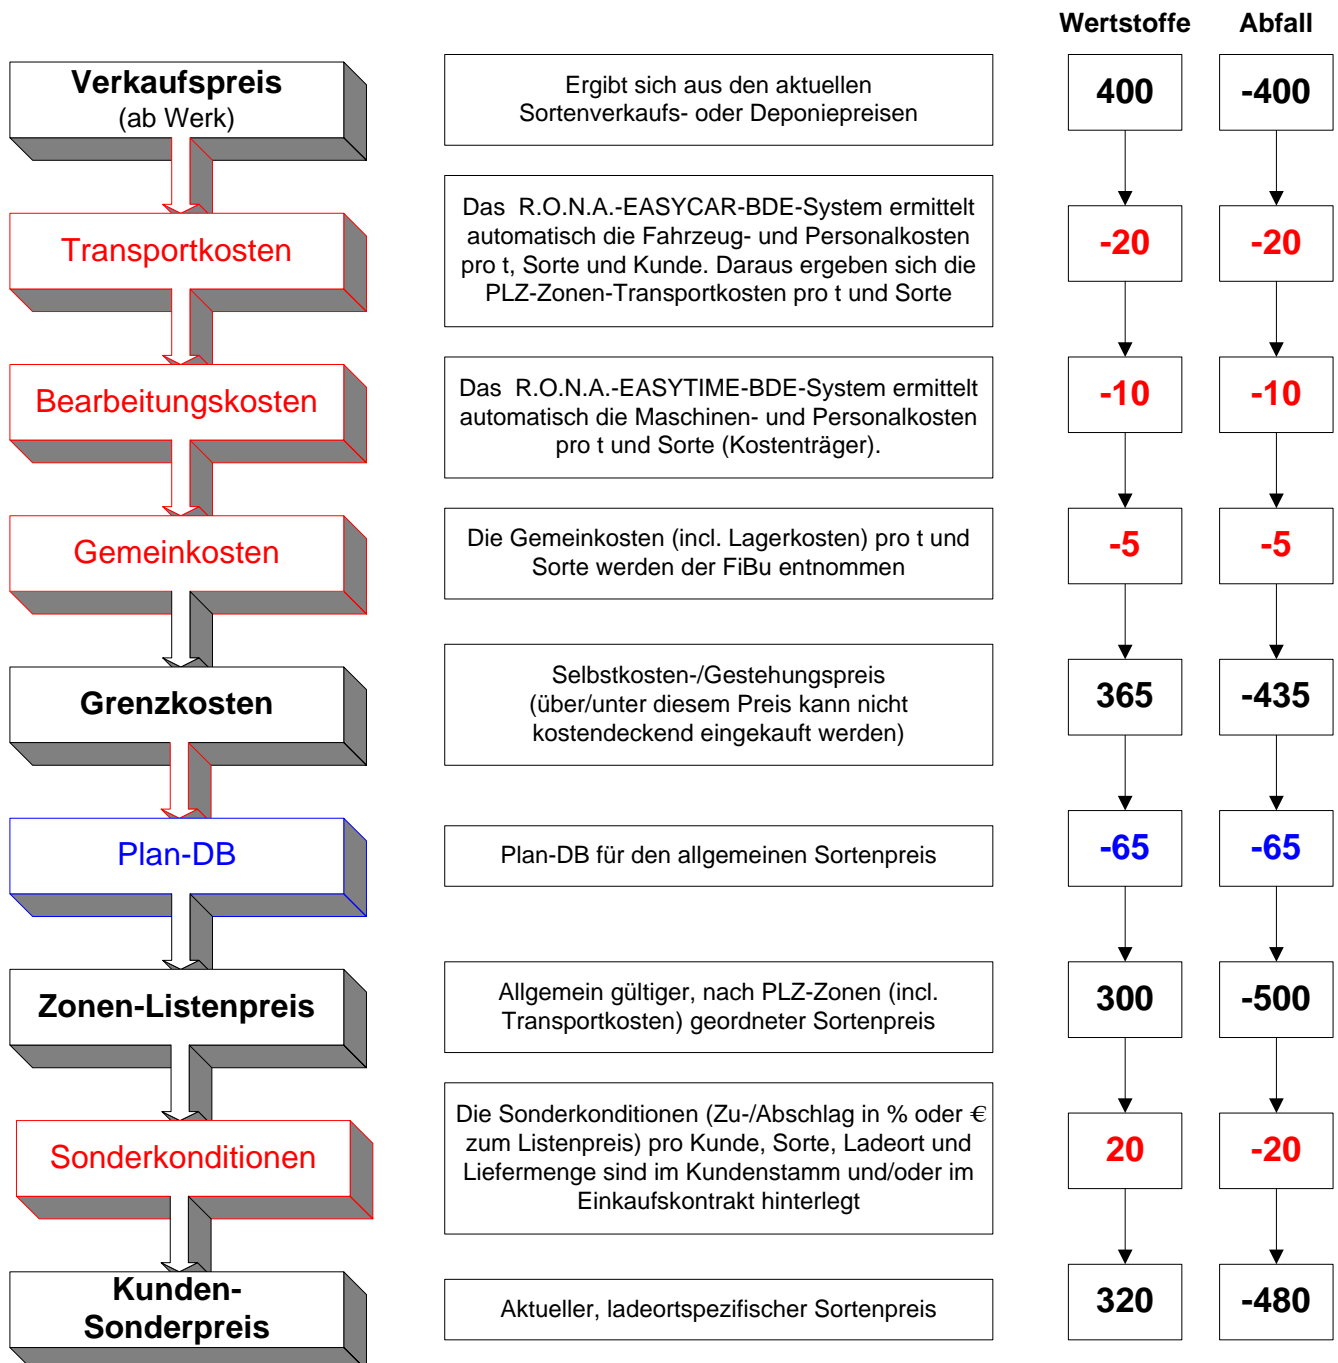 Wertstoffe Abfall
Verkaufspreis
(ab Werk)
Ergibt sich aus den aktuellen
Sortenverkaufs- oder Deponiepreisen
400 -400
Transportkosten
Das R.O.N.A.-EASYCAR-BDE-System ermittelt
automatisch die Fahrzeug- und Personalkosten
pro t, Sorte und Kunde. Daraus ergeben sich die
PLZ-Zonen-Transportkosten pro t und Sorte
-20 -20
Bearbeitungskosten
Das R.O.N.A.-EASYTIME-BDE-System ermittelt
automatisch die Maschinen- und Personalkosten
pro t und Sorte (Kostenträger).
-10 -10
Gemeinkosten
Die Gemeinkosten (incl. Lagerkosten) pro t und
Sorte werden der FiBu entnommen
-5 -5
Grenzkosten
Selbstkosten-/Gestehungspreis
(über/unter diesem Preis kann nicht
kostendeckend eingekauft werden)
365 -435
Plan-DB
Plan-DB für den allgemeinen Sortenpreis
-65 -65
Zonen-Listenpreis
Allgemein gültiger, nach PLZ-Zonen (incl.
Transportkosten) geordneter Sortenpreis
300 -500
Sonderkonditionen
Die Sonderkonditionen (Zu-/Abschlag in % oder €
zum Listenpreis) pro Kunde, Sorte, Ladeort und
Liefermenge sind im Kundenstamm und/oder im
Einkaufskontrakt hinterlegt
20 -20
Kunden-
Sonderpreis
Aktueller, ladeortspezifischer Sortenpreis
320 -480